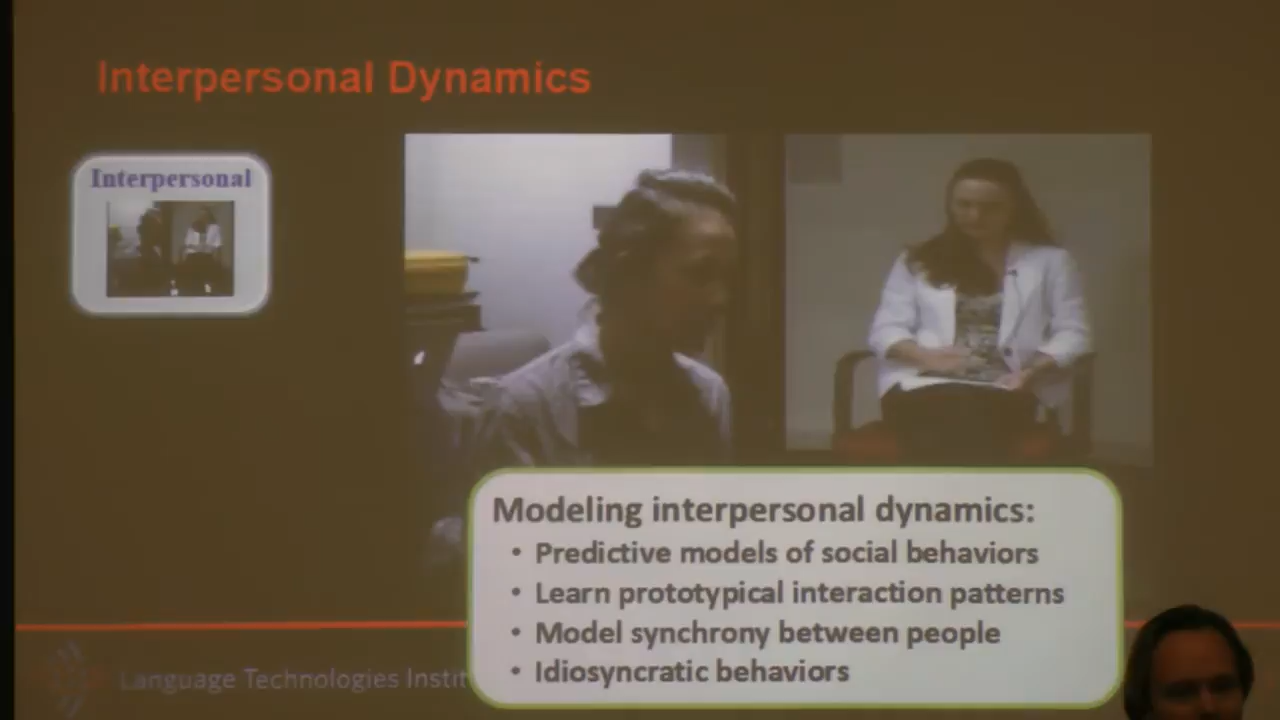 Interpersonal Dynamics
Interpersonal
Modeling interpersonal dynamics:
• Predictive models of social behaviors
• Learn prototypical interaction patterns
• Model synchrony between people
• Idiosyncratic behaviors
Language Technologies Instit